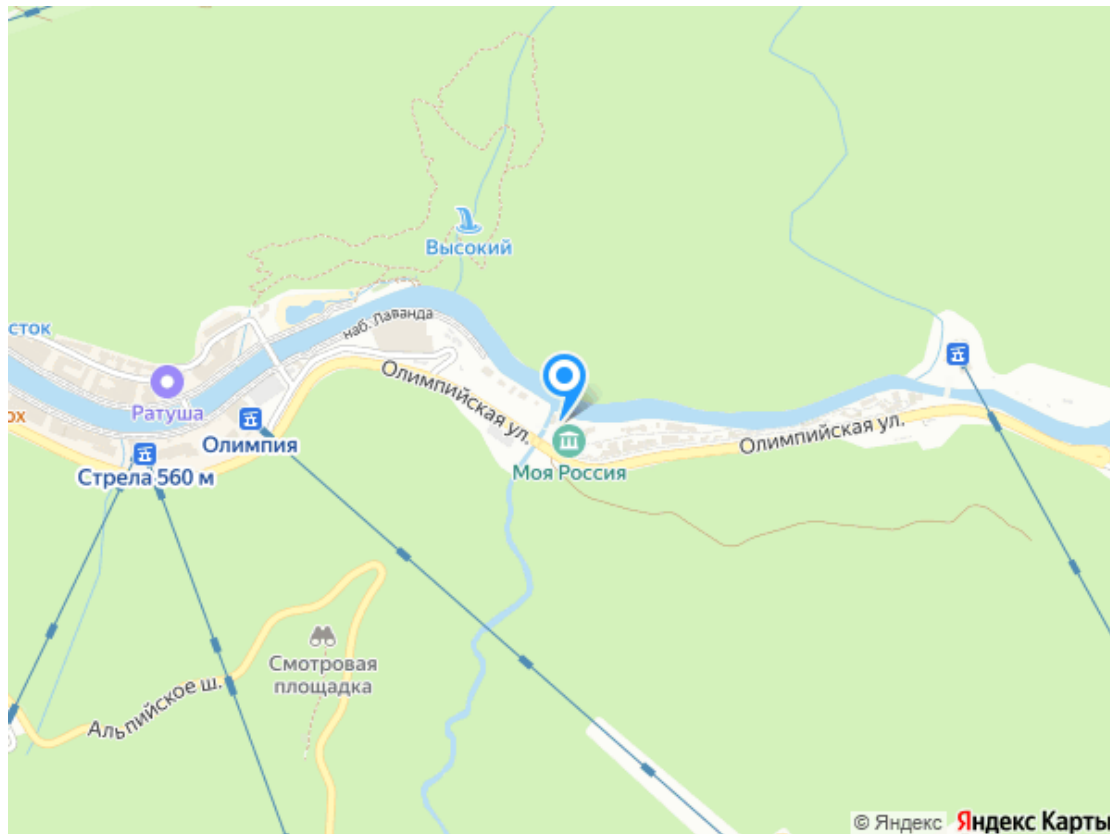 Высокий
наб. Лаванда
сток
Ратуша
ох
Олимпия
Стрела 560 м
Олимпийская ул.
Моя Россия
Олимпийская ул.
Смотровая
площадка
Альпийское ш.
© Яндекс Яндекс Карты